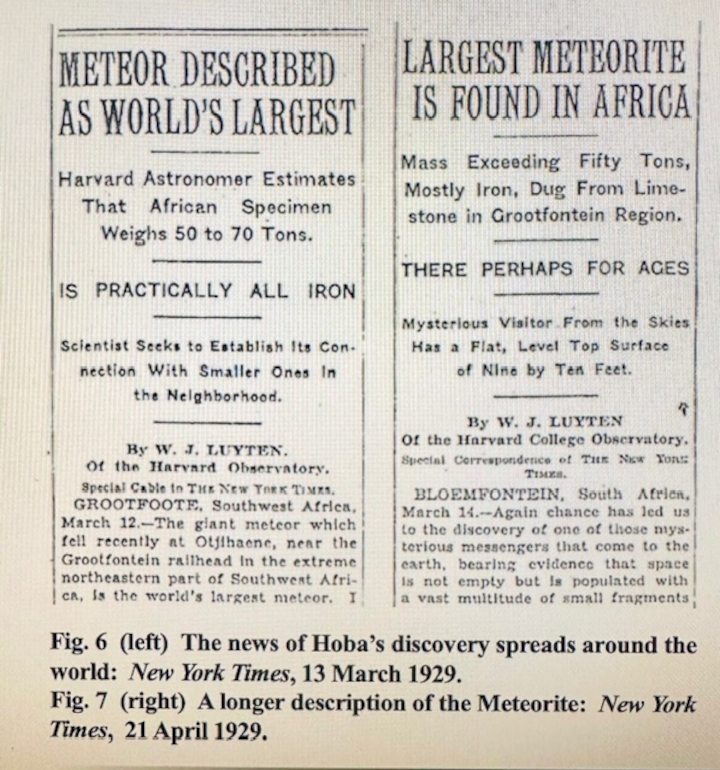 METEOR DESCRIBED
AS WORLD'S LARGEST
Harvard Astronomer Estimates
That African Specimen
Weighs 50 to 70 Tons.
IS PRACTICALLY ALL IRON
Scientist Seeks to Establish Its Con-
nection With Smaller Ones In
the Neighborhood.
By W. J. LUYTEN.
Of the Harvard Observatory.
Special Cable to THE NEW YORK TIMES.
GROOTFOOTE, Southwest Africa,
March 12.—The giant meteor which
fell recently at Otjihaene, near the
Grootfontein railhead in the extreme
northeastern part of Southwest Afri-
ca, is the world's largest meteor. I
LARGEST METEORITE
IS FOUND IN AFRICA
Mass Exceeding Fifty Tons,
Mostly Iron, Dug From Lime-
stone in Grootfontein Region.
THERE PERHAPS FOR AGES
Mysterious Visitor From the Skies
Has a Flat, Level Top Surface
of Nine by Ten Feet.
By W. J. LUYTEN
Of the Harvard College Observatory.
Special Correspondence of THE NEW YORK
TIMES.
BLOEMFONTEIN, South Africa,
March 14.—Again chance has led us
to the discovery of one of those mys-
terious messengers that come to the
earth, bearing evidence that space
is not empty but is populated with
a vast multitude of small fragments
Fig. 6 (left) The news of Hoba's discovery spreads around the
world: New York Times, 13 March 1929.
Fig. 7 (right) A longer description of the Meteorite: New York
Times, 21 April 1929.